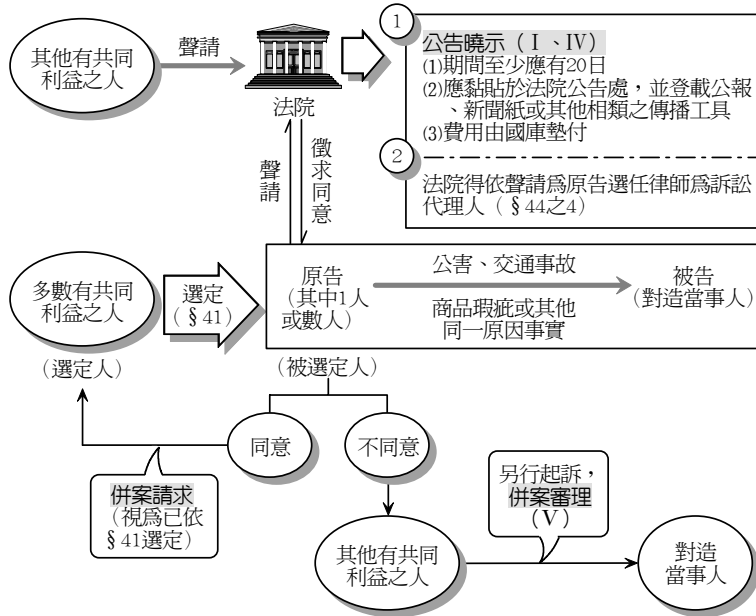 其他有共同
利益之人
聲請
法院
1
公告曉示(I、IV)
(1)期間至少應有20日
(2)應黏貼於法院公告處,並登載公報
、新聞紙或其他相類之傳播工具
(3)費用由國庫墊付
2
法院得依聲請為原告選任律師為訴訟
代理人(§44之4)
聲請
徵求同意
多數有共同
利益之人
(選定人)
選定
(§41)
原告
(其中1人
或數人)
(被選定人)
公害、交通事故
商品瑕疵或其他
同一原因事實
被告
(對造當事人)
同意
不同意
併案請求
(視為已依
§41選定)
另行起訴,
併案審理
(V)
其他有共同
利益之人
對造
當事人